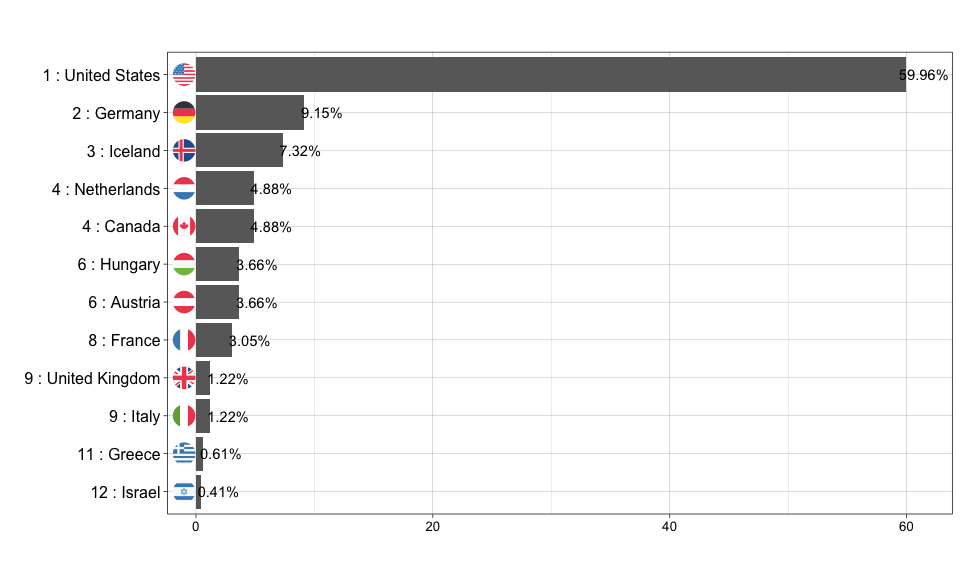 1 : United States 59.96%
2 : Germany 9.15%
3 : Iceland 7.32%
4 : Netherlands 4.88%
4 : Canada 4.88%
6 : Hungary 3.66%
6 : Austria 3.66%
8 : France 3.05%
9 : United Kingdom 1.22%
9 : Italy 1.22%
11 : Greece 0.61%
12 : Israel 0.41%
0 20 40 60